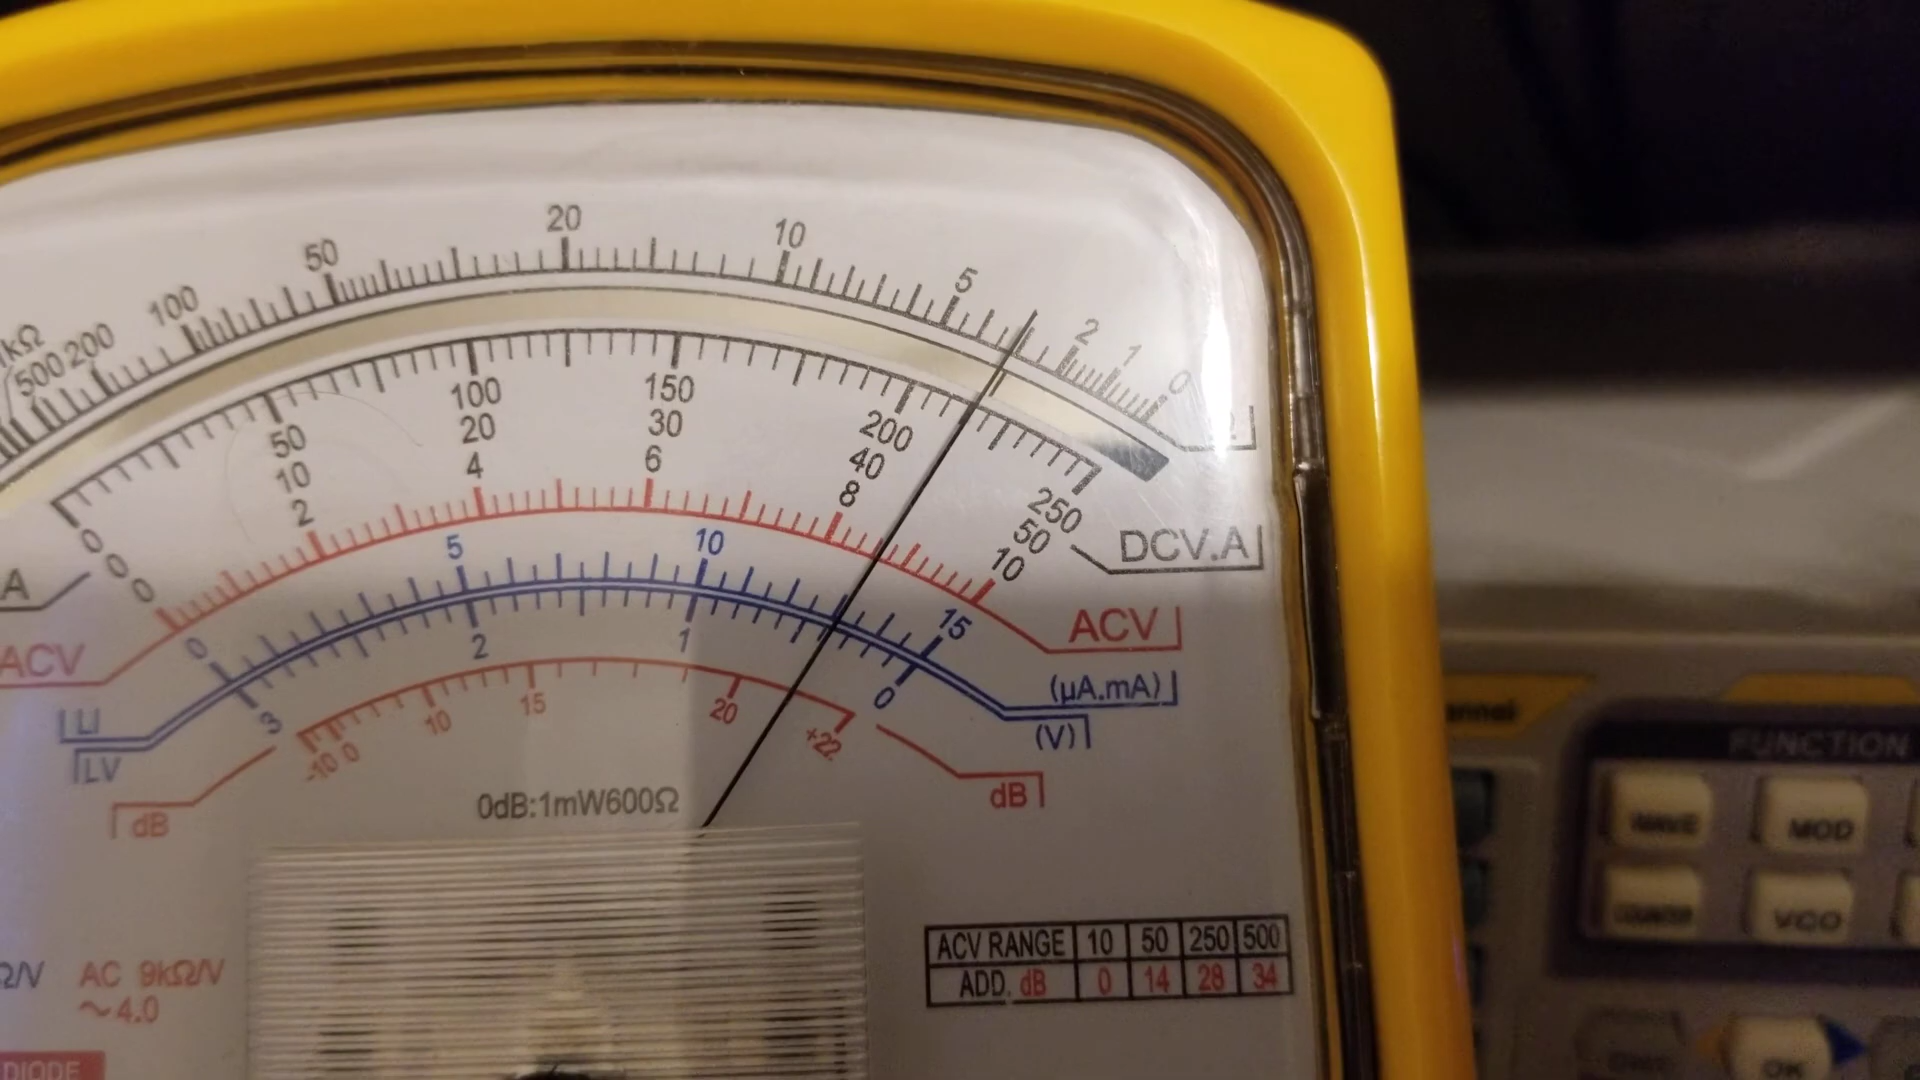 20
50 10
1kΩ 100 5
500 200 2 1 0
Ω
100 150
50 20 30 200
10 4 6 40
2 8 250
0 50
0 10 DCV.A
0
.A
ACV ACV
5 10
0 15
2 1
3 0
LI (µA.mA)
LV (V)
-10 0 10 15 20 +22
dB dB
0dB:1mW600Ω
ACV RANGE 10 50 250 500
ADD. dB 0 14 28 34
Ω/V AC 9kΩ/V
~4.0
DIODE
FUNCTION
WAVE MOD
COUNTER VCO
OK